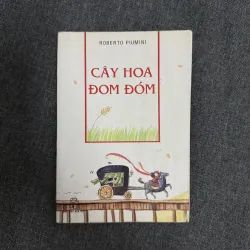 ROBERTO PIUMINI
CÂY HOA
ĐOM ĐÓM